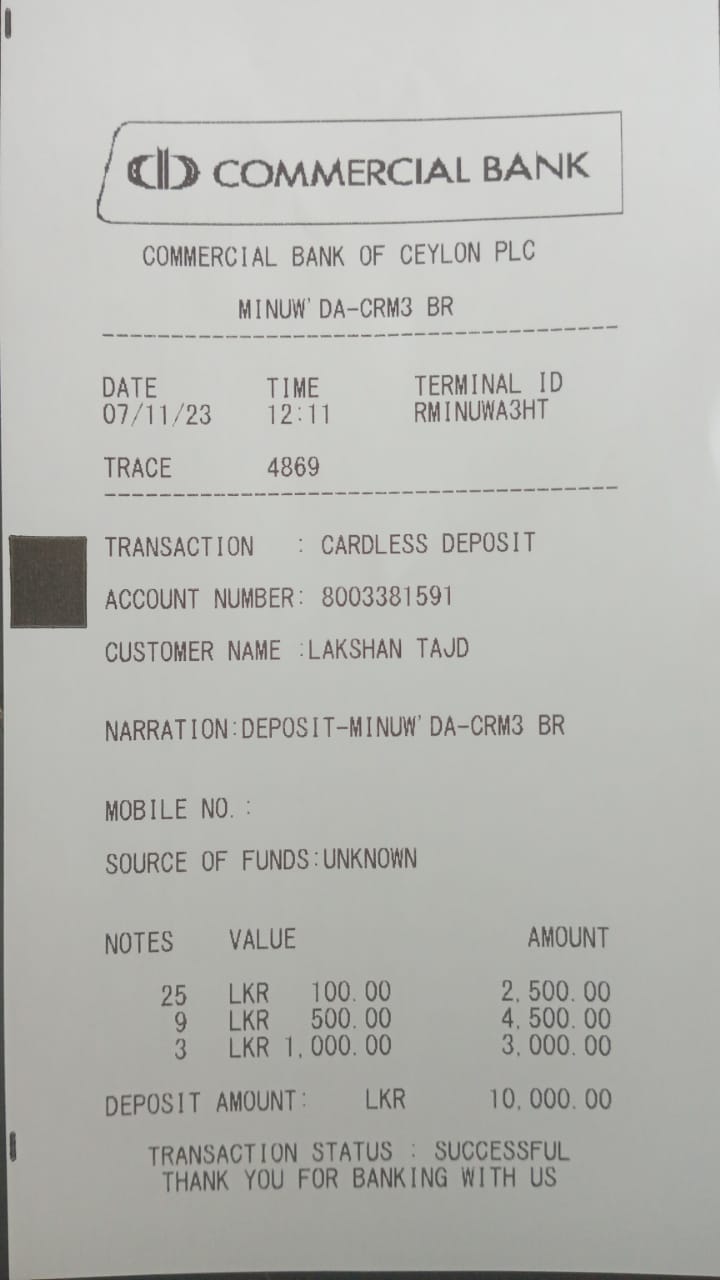 COMMERCIAL BANK
COMMERCIAL BANK OF CEYLON PLC
MINUW'DA-CRM3 BR
DATE TIME TERMINAL ID
07/11/23 12:11 RMINUWA3HT
TRACE 4869
TRANSACTION : CARDLESS DEPOSIT
ACCOUNT NUMBER: 8003381591
CUSTOMER NAME :LAKSHAN TAJD
NARRATION:DEPOSIT-MINUW'DA-CRM3 BR
MOBILE NO. :
SOURCE OF FUNDS:UNKNOWN
NOTES VALUE AMOUNT
25 LKR 100.00 2,500.00
9 LKR 500.00 4,500.00
3 LKR 1,000.00 3,000.00
DEPOSIT AMOUNT: LKR 10,000.00
TRANSACTION STATUS : SUCCESSFUL
THANK YOU FOR BANKING WITH US